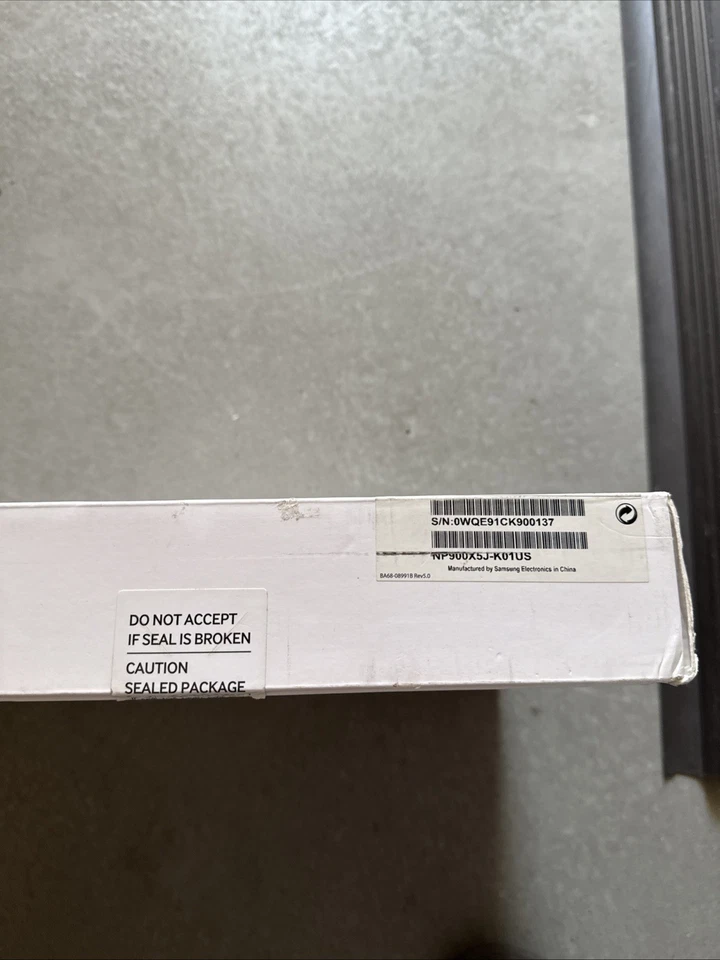 S/N:0WQE91CK900137
NP900X5J-K01US
Manufactured by Samsung Electronics in China
BA68-08991B Rev5.0
DO NOT ACCEPT
IF SEAL IS BROKEN
CAUTION
SEALED PACKAGE